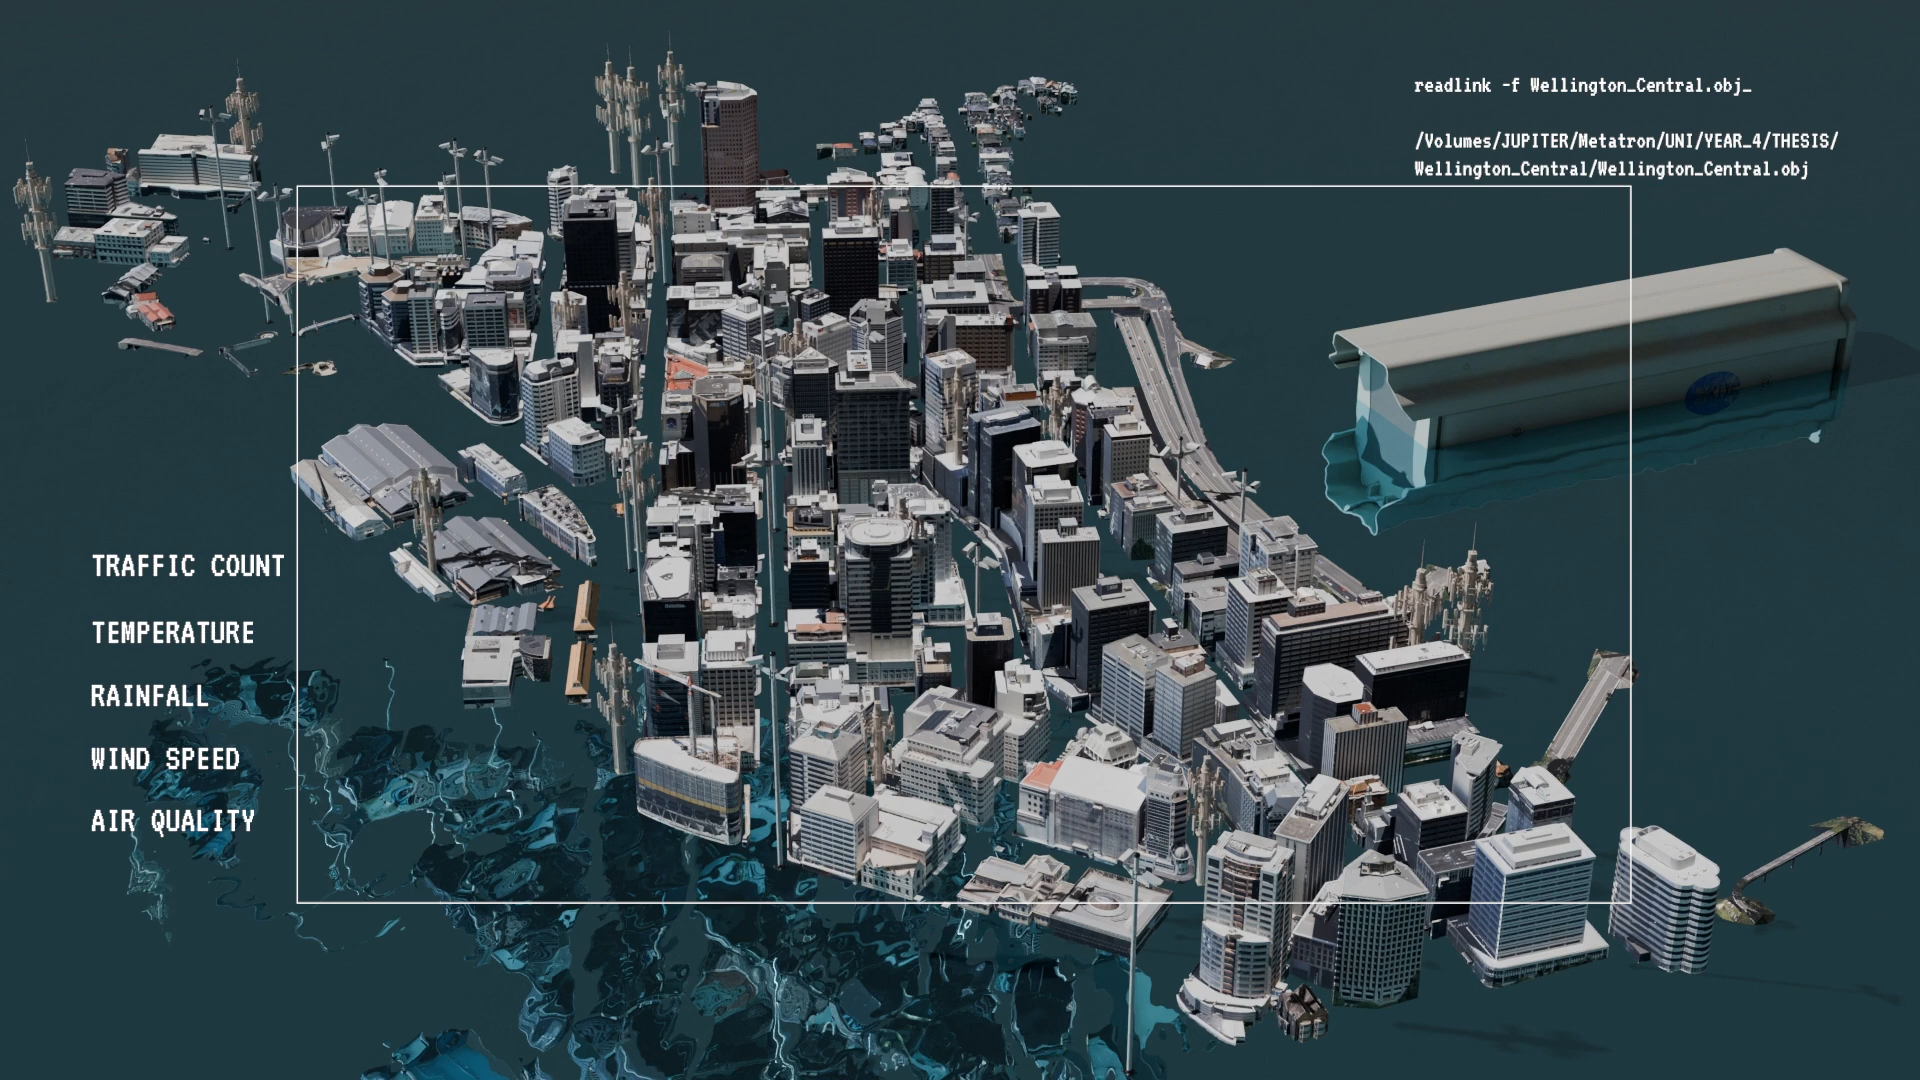 readlink -f Wellington_Central.obj_
/Volumes/JUPITER/Metatron/UNI/YEAR_4/THESIS/
Wellington_Central/Wellington_Central.obj
TRAFFIC COUNT
TEMPERATURE
RAINFALL
WIND SPEED
AIR QUALITY